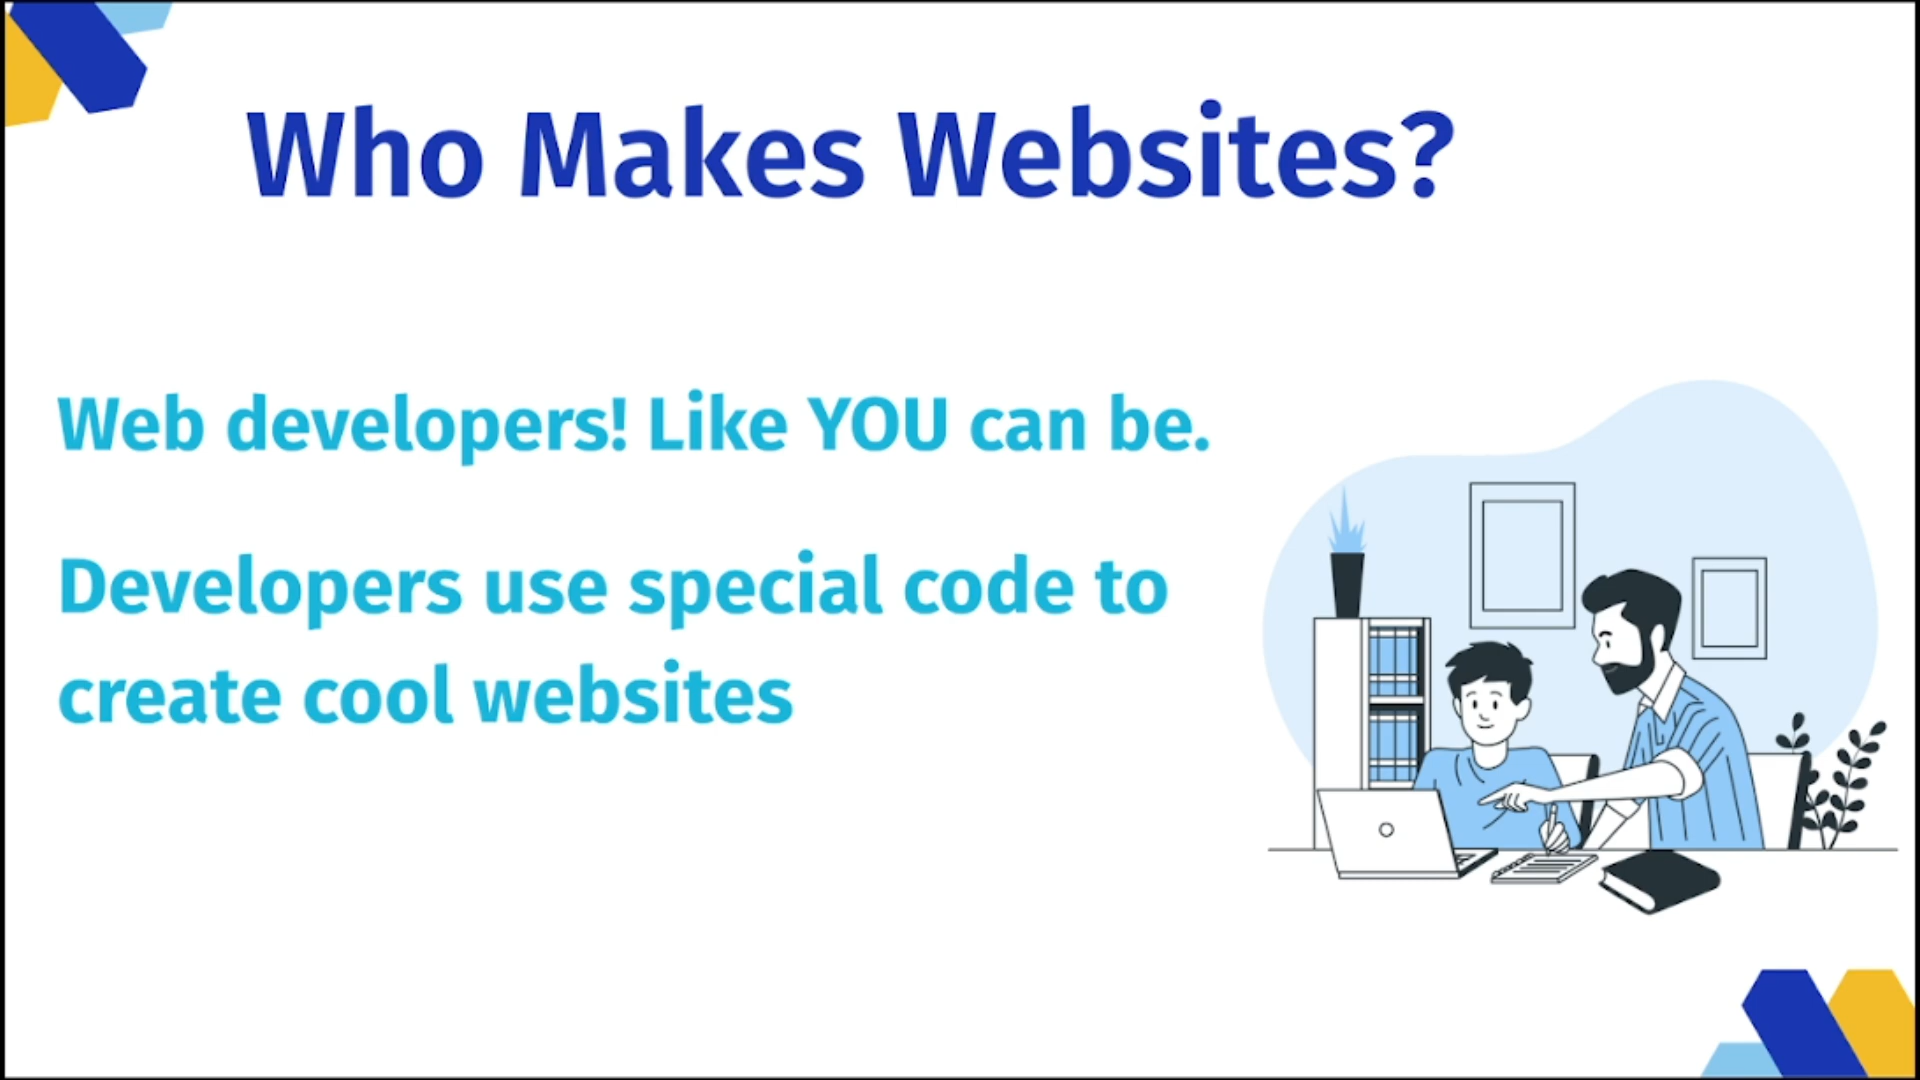 Who Makes Websites?
Web developers! Like YOU can be.
Developers use special code to
create cool websites